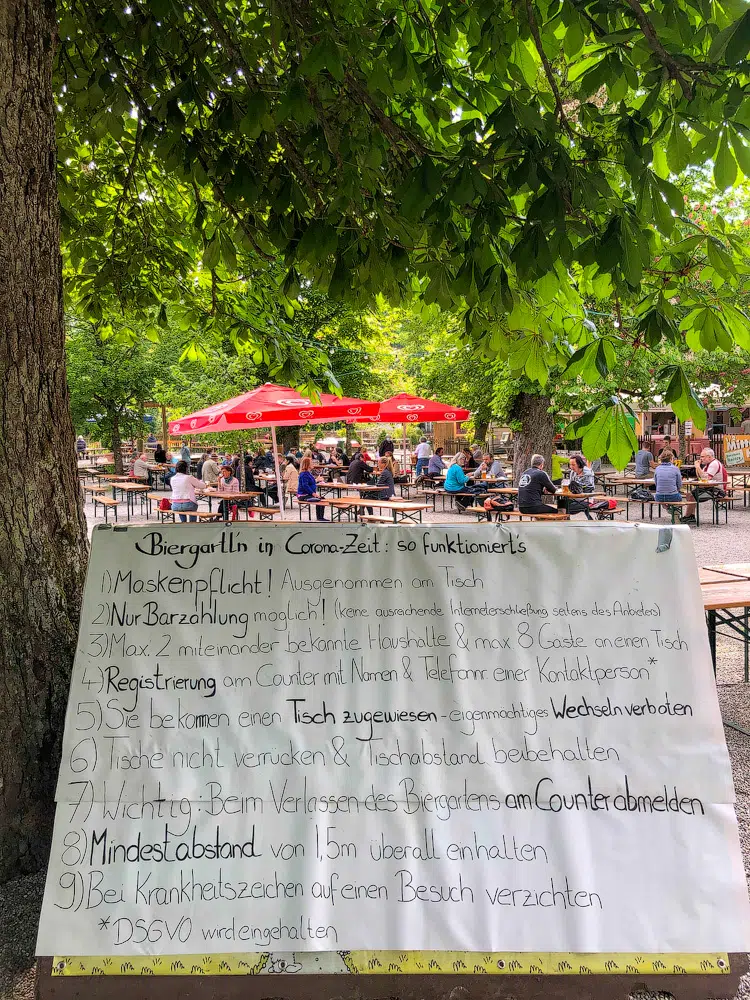 Biergartl'n in Corona-Zeit: so funktioniert's
1) Maskenpflicht! Ausgenommen am Tisch
2) Nur Barzahlung möglich! (keine ausreichende Interneterschließung seitens des Anbieters)
3) Max. 2 miteinander bekannte Haushalte & max. 8 Gäste an einen Tisch
4) Registrierung am Counter mit Namen & Telefonnr. einer Kontaktperson*
5) Sie bekommen einen Tisch zugewiesen - eigenmächtiges Wechseln verboten
6) Tische nicht verrücken & Tischabstand beibehalten
7) Wichtig: Beim Verlassen des Biergartens am Counter abmelden
8) Mindestabstand von 1,5m überall einhalten
9) Bei Krankheitszeichen auf einen Besuch verzichten
*DSGVO wird eingehalten